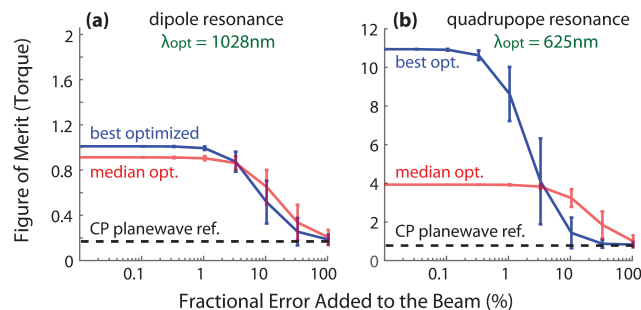 (a) dipole resonance
λopt = 1028nm
(b) quadrupope resonance
λopt = 625nm
Figure of Merit (Torque)
2
1.6
1.2
0.8
0.4
0
best optimized
median opt.
CP planewave ref.
0.1
1
10
100
12
10
8
6
4
2
0
best opt.
median opt.
CP planewave ref.
0.1
1
10
100
Fractional Error Added to the Beam (%)